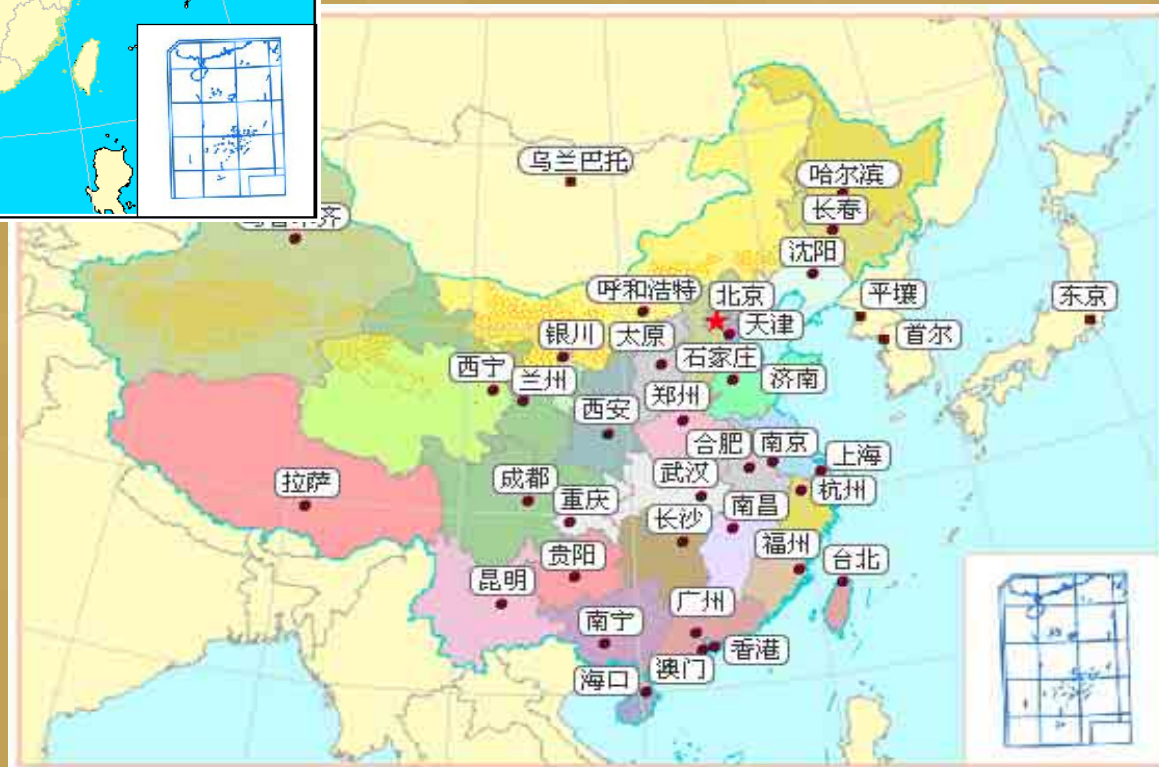 乌兰巴托
哈尔滨
长春
沈阳
呼和浩特
北京
平壤
东京
银川
太原
天津
首尔
石家庄
西宁
兰州
济南
郑州
西安
合肥
南京
上海
武汉
拉萨
成都
杭州
重庆
南昌
长沙
福州
贵阳
台北
昆明
广州
南宁
香港
澳门
海口